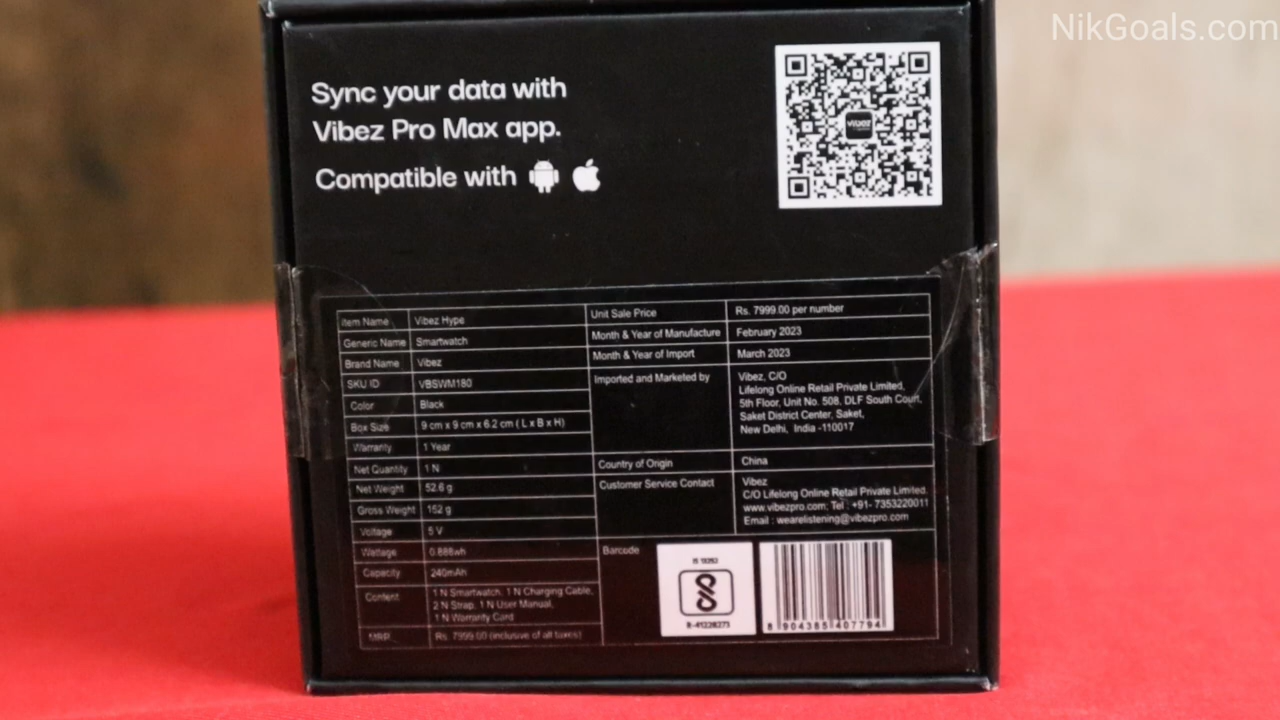 NikGoals.com
Sync your data with
Vibez Pro Max app.
Compatible with
vibez
Item Name Vibez Hype
Generic Name Smartwatch
Brand Name Vibez
SKU ID VBSWM180
Color Black
Box Size 9 cm x 9 cm x 6.2 cm ( L x B x H)
Warranty 1 Year
Net Quantity 1 N
Net Weight 52.6 g
Gross Weight 152 g
Voltage 5 V
Wattage 0.888wh
Capacity 240mAh
Content 1 N Smartwatch, 1 N Charging Cable,
2 N Strap, 1 N User Manual,
1 N Warranty Card
MRP Rs. 7999.00 (inclusive of all taxes)
Unit Sale Price Rs. 7999.00 per number
Month & Year of Manufacture February 2023
Month & Year of Import March 2023
Imported and Marketed by Vibez, C/O
Lifelong Online Retail Private Limited,
5th Floor, Unit No. 508, DLF South Court,
Saket District Center, Saket,
New Delhi, India -110017
Country of Origin China
Customer Service Contact Vibez
C/O Lifelong Online Retail Private Limited.
www.vibezpro.com; Tel : +91- 7353220011
Email : wearelistening@vibezpro.com
Barcode
R-41228273
8 904385 407794